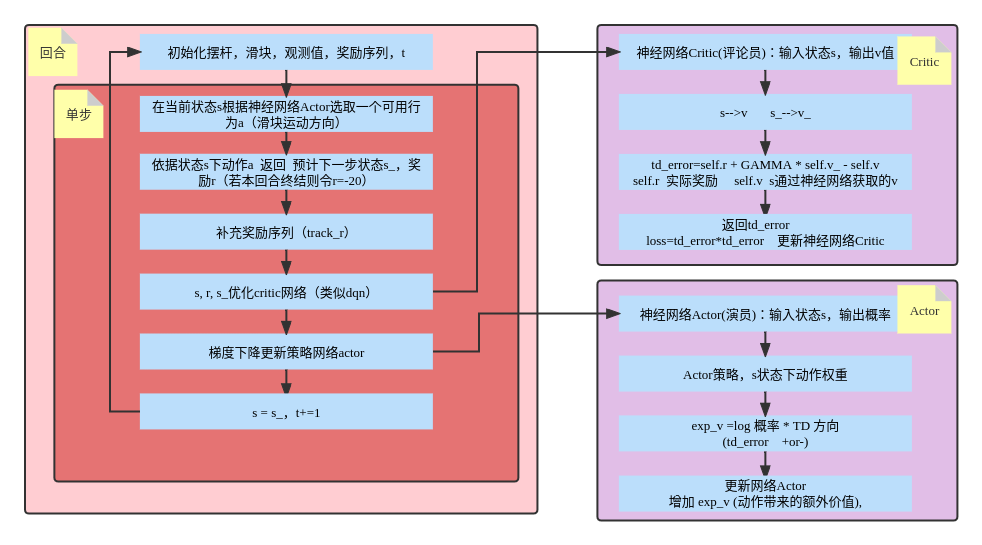 回合
初始化摆杆，滑块，观测值，奖励序列，t
单步
在当前状态s根据神经网络Actor选取一个可用行
为a（滑块运动方向）
依据状态s下动作a  返回  预计下一步状态s_，奖
励r（若本回合终结则令r=-20）
补充奖励序列（track_r）
s, r, s_优化critic网络（类似dqn）
梯度下降更新策略网络actor
s = s_，t+=1
神经网络Critic(评论员)：输入状态s，输出v值
Critic
s-->v       s_-->v_
td_error=self.r + GAMMA * self.v_ - self.v
self.r  实际奖励     self.v  s通过神经网络获取的v
返回td_error
loss=td_error*td_error    更新神经网络Critic
神经网络Actor(演员)：输入状态s，输出概率
Actor
Actor策略，s状态下动作权重
exp_v =log 概率 * TD 方向
(td_error    +or-)
更新网络Actor
增加 exp_v (动作带来的额外价值),